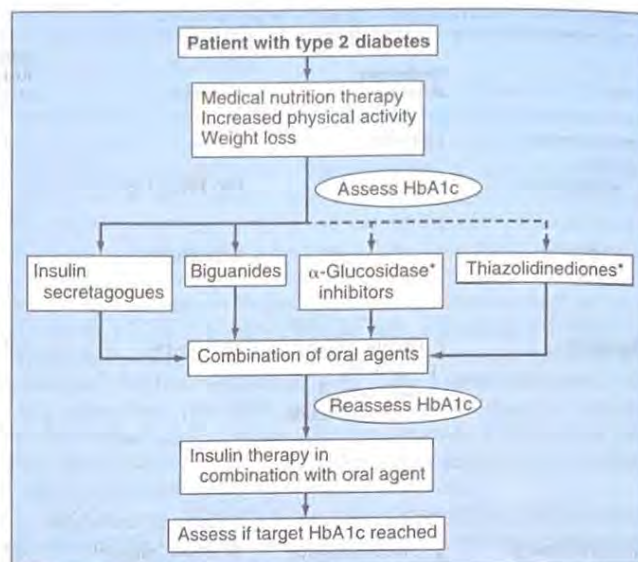 Patient with type 2 diabetes
Medical nutrition therapy
Increased physical activity
Weight loss
Assess HbA1c
Insulin
secretagogues
Biguanides
α-Glucosidase*
inhibitors
Thiazolidinediones*
Combination of oral agents
Reassess HbA1c
Insulin therapy in
combination with oral agent
Assess if target HbA1c reached